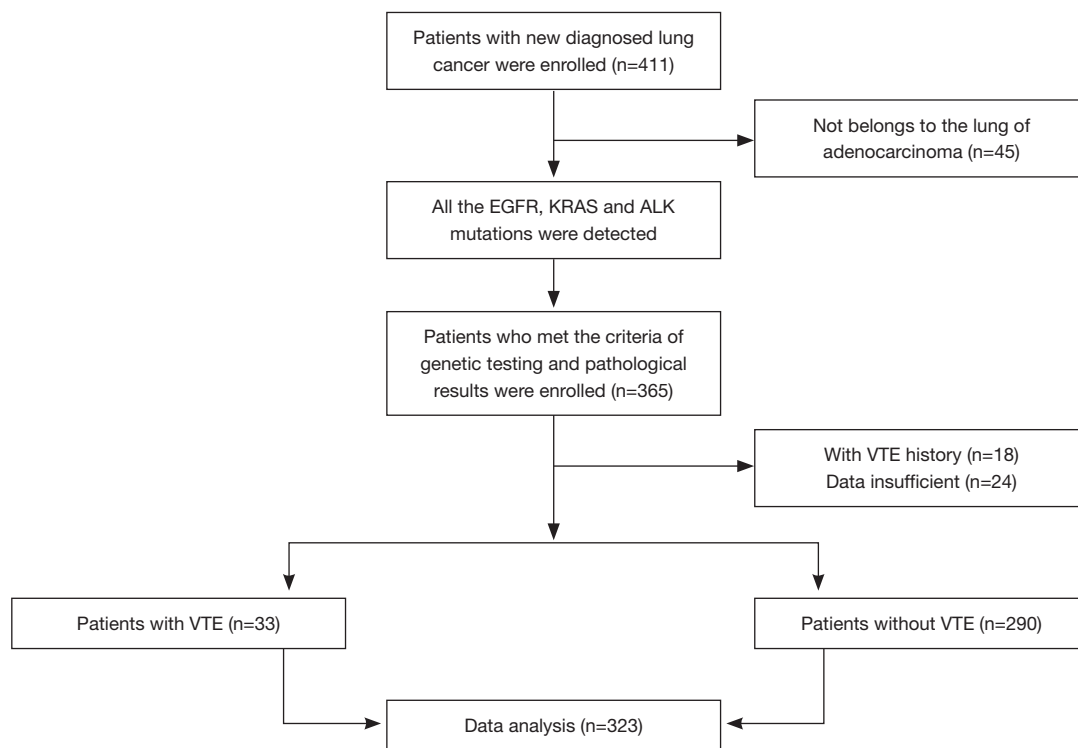 Patients with new diagnosed lung
cancer were enrolled (n=411)
Not belongs to the lung of
adenocarcinoma (n=45)
All the EGFR, KRAS and ALK
mutations were detected
Patients who met the criteria of
genetic testing and pathological
results were enrolled (n=365)
With VTE history (n=18)
Data insufficient (n=24)
Patients with VTE (n=33)
Patients without VTE (n=290)
Data analysis (n=323)